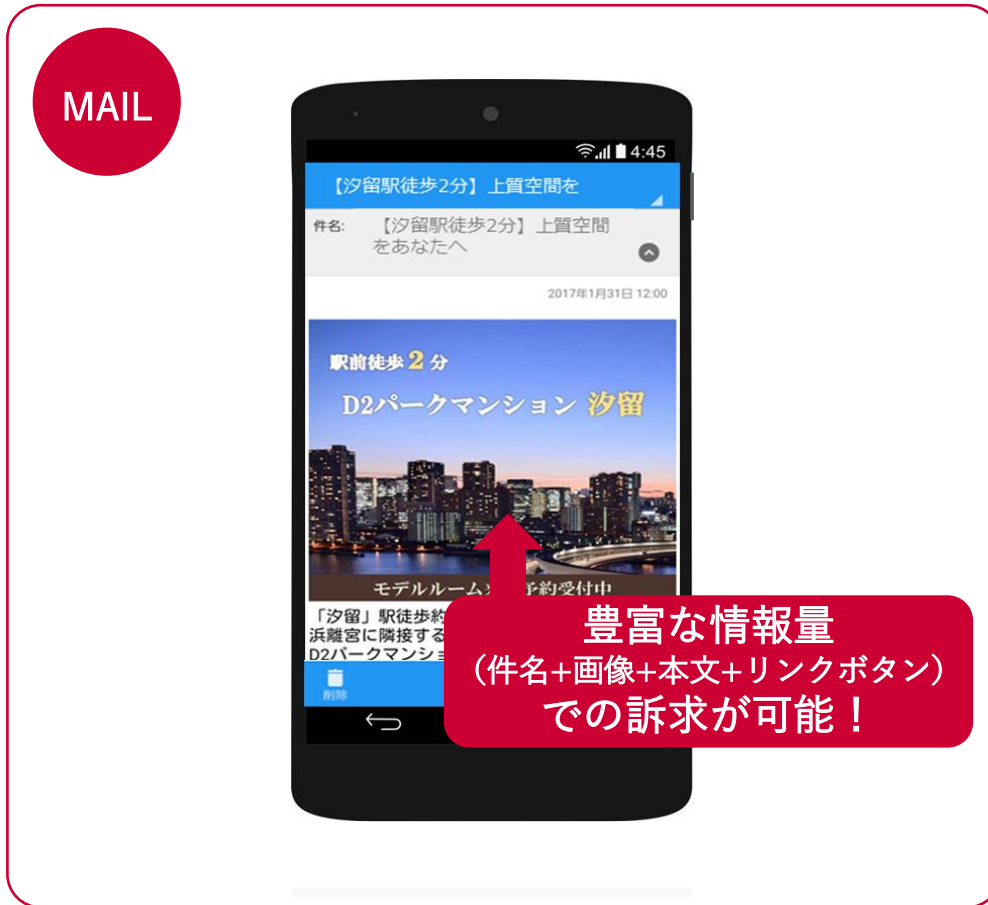 MAIL
4:45
【汐留駅徒歩2分】上質空間を
件名:
【汐留駅徒歩2分】上質空間
をあなたへ
2017年1月31日 12:00
駅前徒歩2分
D2パークマンション 汐留
モデルルーム 予約受付中
「汐留」駅徒歩約
浜離宮に隣接する
D2パークマンショ
削除
豊富な情報量
(件名+画像+本文+リンクボタン)
での訴求が可能！